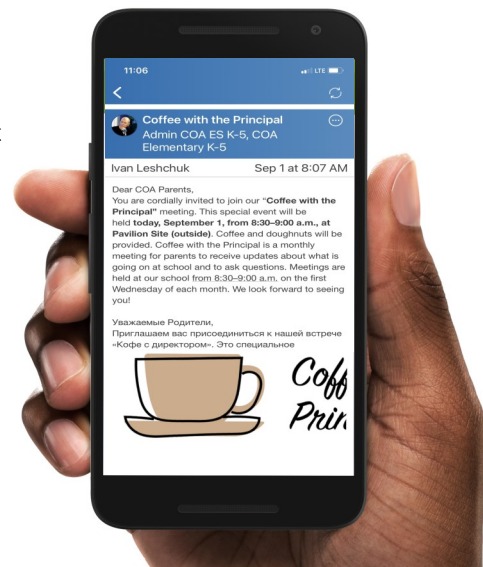 11:06
LTE
Coffee with the Principal
Admin COA ES K-5, COA
Elementary K-5
Ivan Leshchuk Sep 1 at 8:07 AM
Dear COA Parents,
You are cordially invited to join our "Coffee with the
Principal" meeting. This special event will be
held today, September 1, from 8:30–9:00 a.m., at
Pavilion Site (outside). Coffee and doughnuts will be
provided. Coffee with the Principal is a monthly
meeting for parents to receive updates about what is
going on at school and to ask questions. Meetings are
held at our school from 8:30–9:00 a.m. on the first
Wednesday of each month. We look forward to seeing
you!
Уважаемые Родители,
Приглашаем вас присоединиться к нашей встрече
«Кофе с директором». Это специальное
Coff
Prin